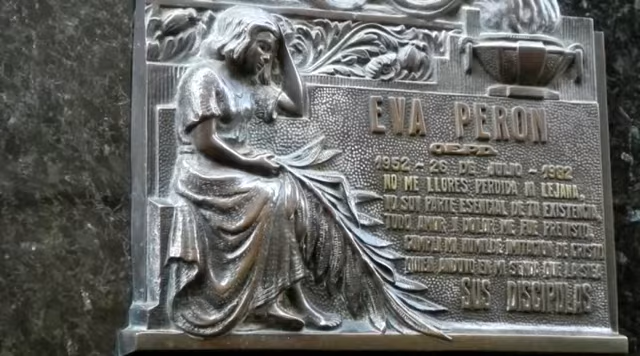 EVA PERON
Q.E.P.D.
1952 - 26 DE JULIO - 1982
NO ME LLORES PERDIDA NI LEJANA,
YO SOY PARTE ESENCIAL DE TU EXISTENCIA,
TODO AMOR Y DOLOR ME FUE PREVISTO,
CUMPLI MI HUMILDE IMITACION DE CRISTO
QUIEN ANDUVO EN MI SENDA QUE LA SIGA
SUS DISCIPULAS